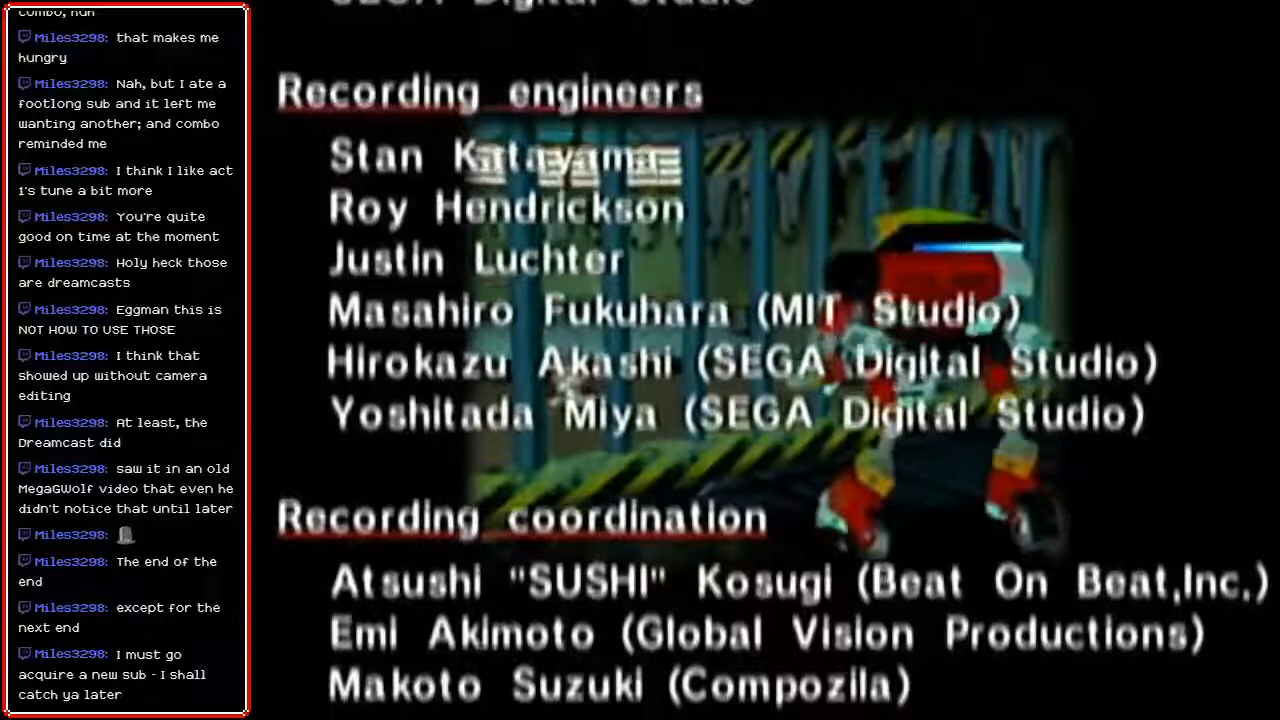 combo, huh
Miles3298: that makes me
hungry
Miles3298: Nah, but I ate a
footlong sub and it left me
wanting another; and combo
reminded me
Miles3298: I think I like act
1's tune a bit more
Miles3298: You're quite
good on time at the moment
Miles3298: Holy heck those
are dreamcasts
Miles3298: Eggman this is
NOT HOW TO USE THOSE
Miles3298: I think that
showed up without camera
editing
Miles3298: At least, the
Dreamcast did
Miles3298: saw it in an old
MegaGWolf video that even he
didn't notice that until later
Miles3298:
Miles3298: The end of the
end
Miles3298: except for the
next end
Miles3298: I must go
acquire a new sub - I shall
catch ya later
SEGA Digital Studio
Recording engineers
Stan Katayama
Roy Hendrickson
Justin Luchter
Masahiro Fukuhara (MIT Studio)
Hirokazu Akashi (SEGA Digital Studio)
Yoshitada Miya (SEGA Digital Studio)
Recording coordination
Atsushi "SUSHI" Kosugi (Beat On Beat,Inc,)
Emi Akimoto (Global Vision Productions)
Makoto Suzuki (Compozila)